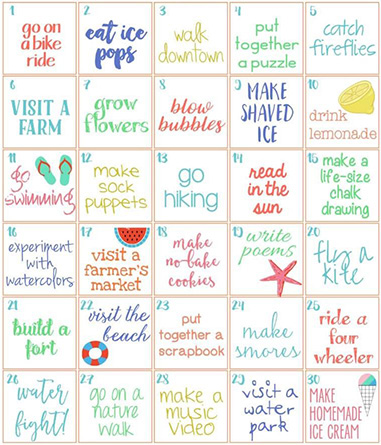 1
go on
a bike
ride
2
eat ice
pops
3
walk
downtown
4
put
together
a puzzle
5
catch
fireflies
6
VISIT A
FARM
7
grow
flowers
8
blow
bubbles
9
MAKE
SHAVED
ICE
10
drink
lemonade
11
go
swimming
12
make
sock
puppets
13
go
hiking
14
read
in the
sun
15
make a
life-size
chalk
drawing
16
experiment
with
watercolors
17
visit a
farmer's
market
18
make
no-bake
cookies
19
write
poems
20
fly a
kite
21
build a
fort
22
visit the
beach
23
put
together a
scrapbook
24
make
smores
25
ride a
four
wheeler
26
water
fight!
27
go on a
nature
walk
28
make a
music
video
29
visit a
water
park
30
MAKE
HOMEMADE
ICE CREAM